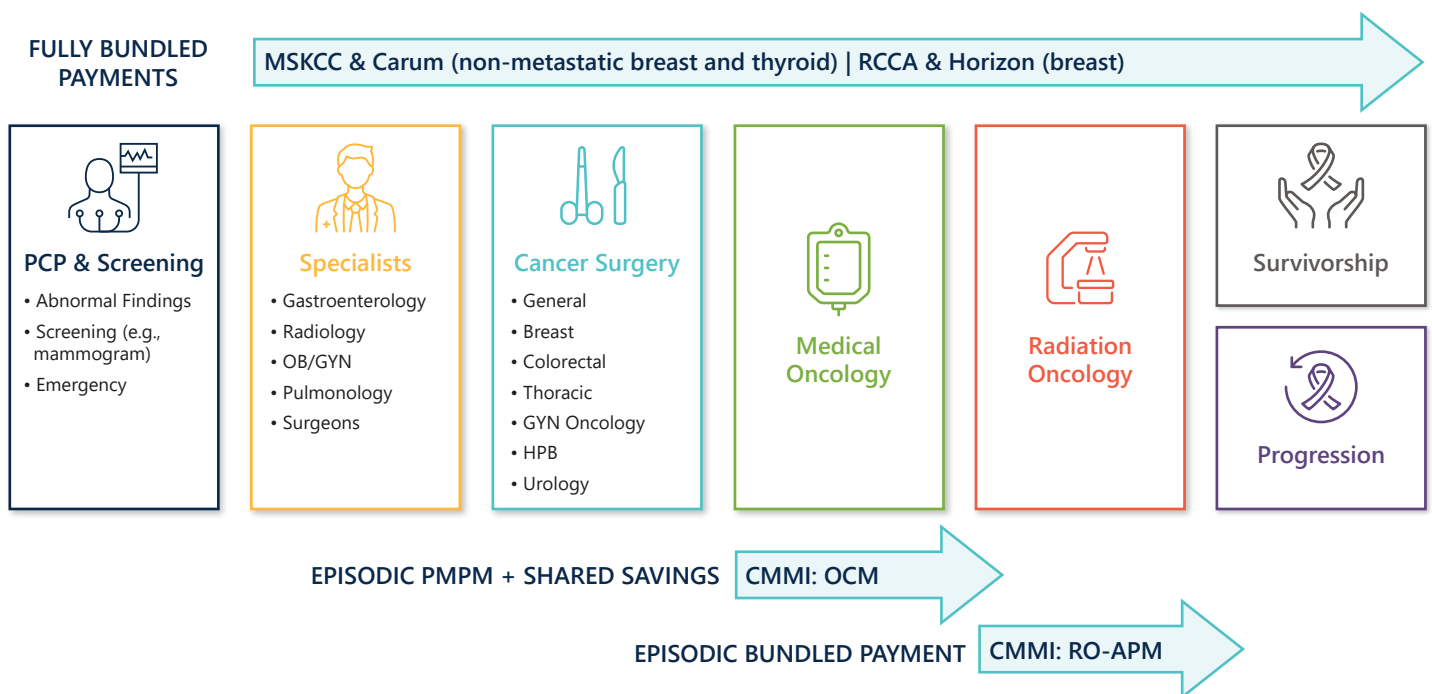 FULLY BUNDLED
PAYMENTS
MSKCC & Carum (non-metastatic breast and thyroid) | RCCA & Horizon (breast)
PCP & Screening
• Abnormal Findings
• Screening (e.g.,
mammogram)
• Emergency
Specialists
• Gastroenterology
• Radiology
• OB/GYN
• Pulmonology
• Surgeons
Cancer Surgery
• General
• Breast
• Colorectal
• Thoracic
• GYN Oncology
• HPB
• Urology
Medical
Oncology
Radiation
Oncology
Survivorship
Progression
EPISODIC PMPM + SHARED SAVINGS
CMMI: OCM
EPISODIC BUNDLED PAYMENT
CMMI: RO-APM